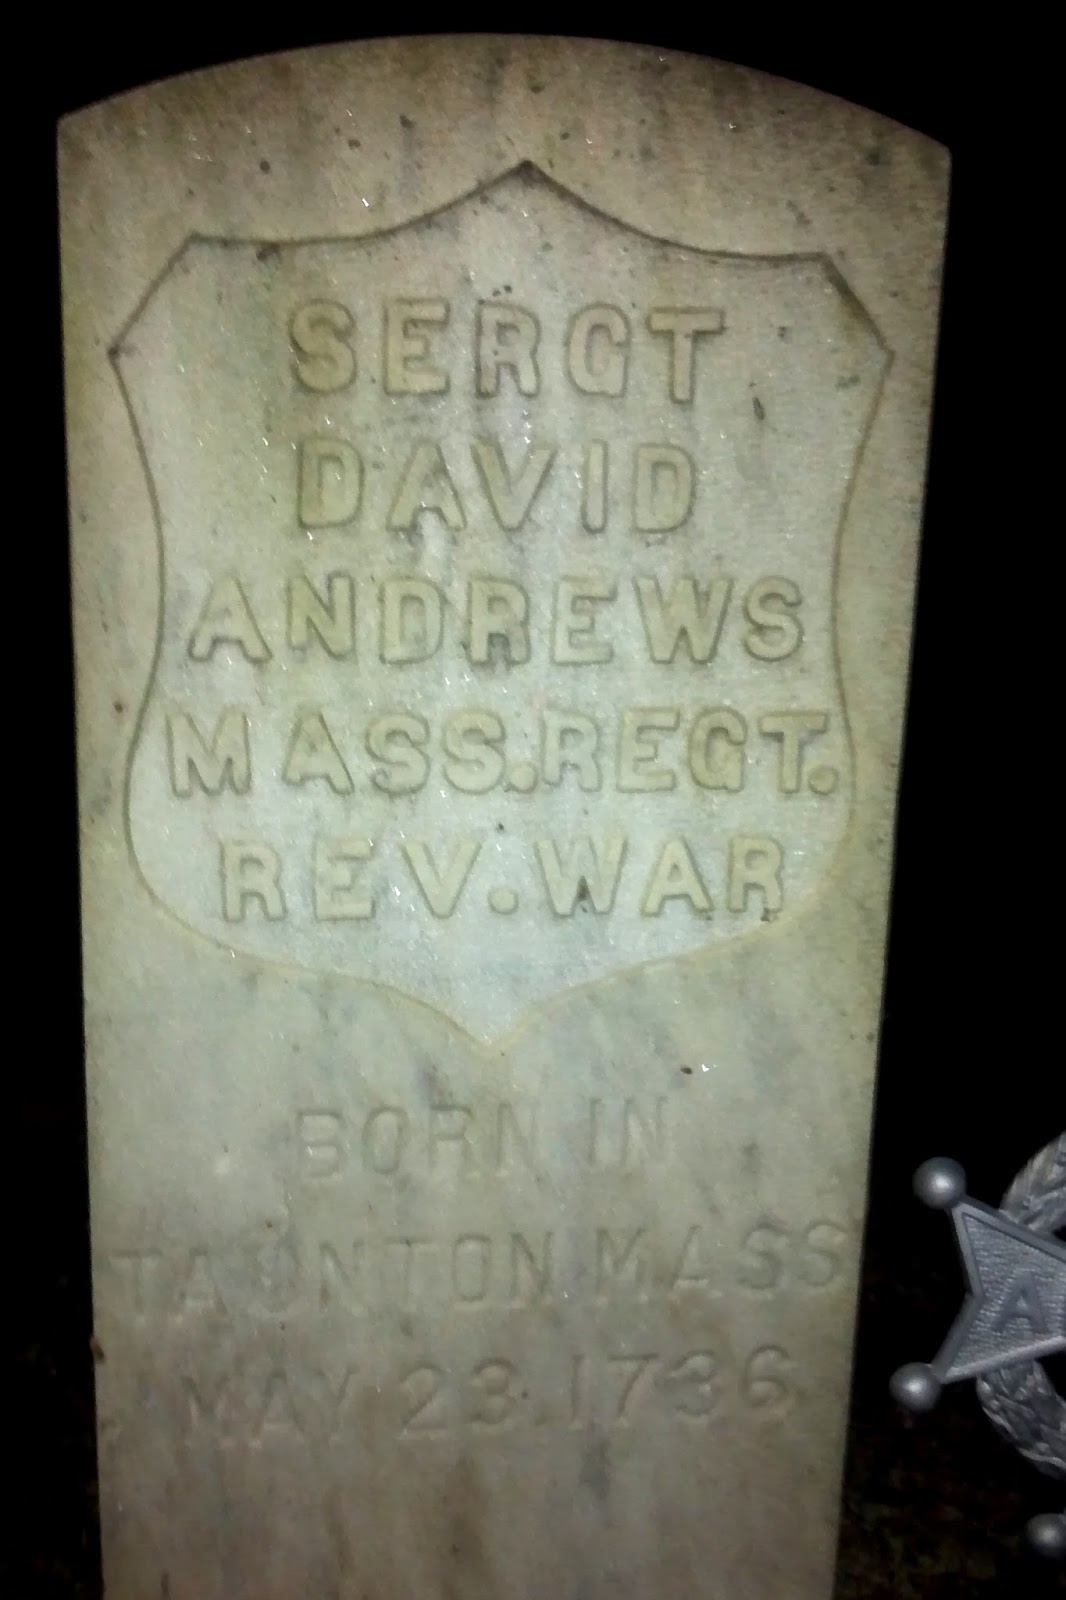 SERGT
DAVID
ANDREWS
MASS. REGT.
REV. WAR
BORN IN
TAUNTON MASS
MAY 23. 1736
A